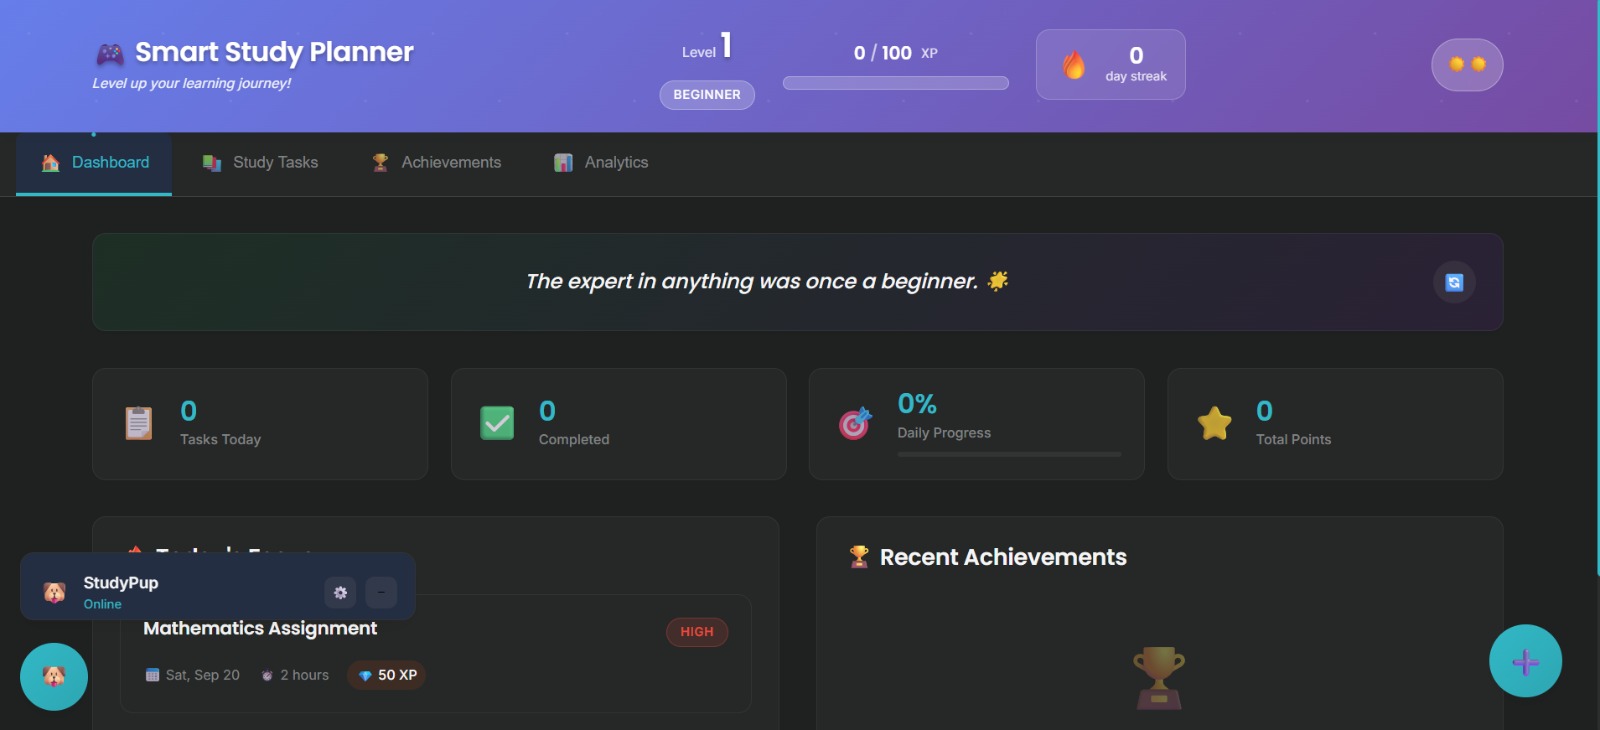 Smart Study Planner
Level up your learning journey!
Level 1
BEGINNER
0 / 100 XP
0
day streak
Dashboard
Study Tasks
Achievements
Analytics
The expert in anything was once a beginner.
0
Tasks Today
0
Completed
0%
Daily Progress
0
Total Points
Today's Focus
Recent Achievements
StudyPup
Online
Mathematics Assignment
HIGH
Sat, Sep 20
2 hours
50 XP